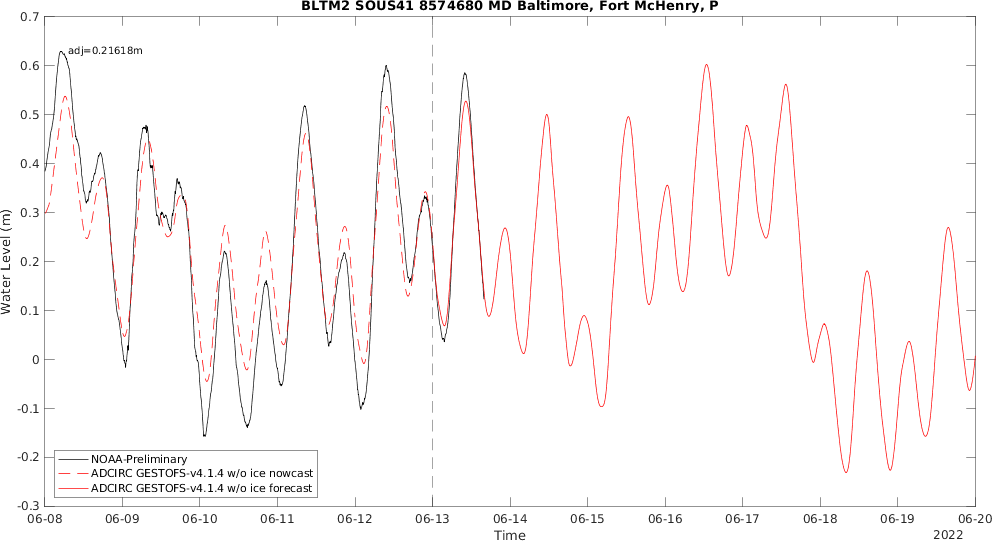 BLTM2 SOUS41 8574680 MD Baltimore, Fort McHenry, P
0.7
0.6
0.5
0.4
0.3
0.2
0.1
0
-0.1
-0.2
-0.3
Water Level (m)
adj=0.21618m
NOAA-Preliminary
ADCIRC GESTOFS-v4.1.4 w/o ice nowcast
ADCIRC GESTOFS-v4.1.4 w/o ice forecast
06-08 06-09 06-10 06-11 06-12 06-13 06-14 06-15 06-16 06-17 06-18 06-19 06-20
Time
2022